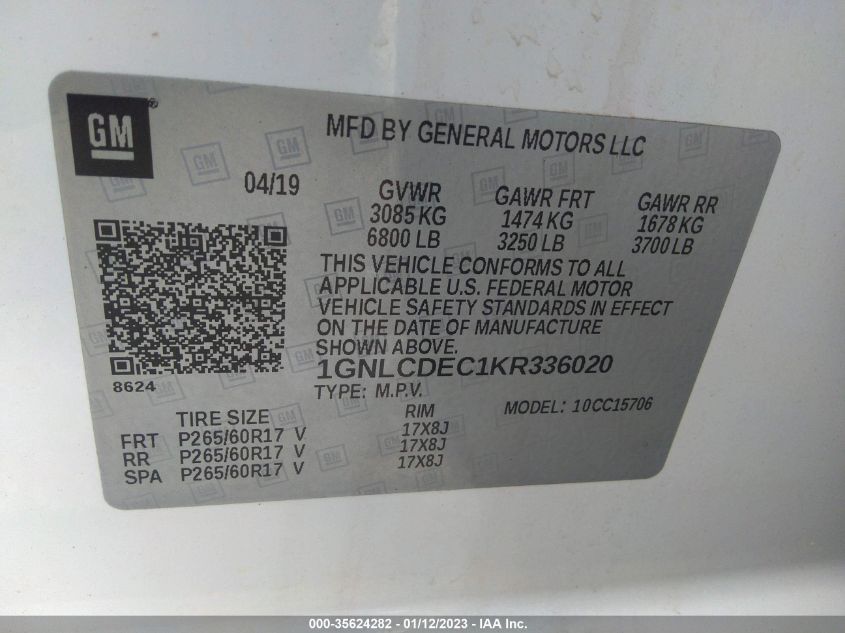 GM
MFD BY GENERAL MOTORS LLC
04/19
GVWR GAWR FRT GAWR RR
3085 KG 1474 KG 1678 KG
6800 LB 3250 LB 3700 LB
THIS VEHICLE CONFORMS TO ALL
APPLICABLE U.S. FEDERAL MOTOR
VEHICLE SAFETY STANDARDS IN EFFECT
ON THE DATE OF MANUFACTURE
SHOWN ABOVE.
8624
1GNLCDEC1KR336020
TYPE: M.P.V.
MODEL: 10CC15706
TIRE SIZE RIM
FRT P265/60R17 V 17X8J
RR P265/60R17 V 17X8J
SPA P265/60R17 V 17X8J
000-35624282 - 01/12/2023 - IAA Inc.